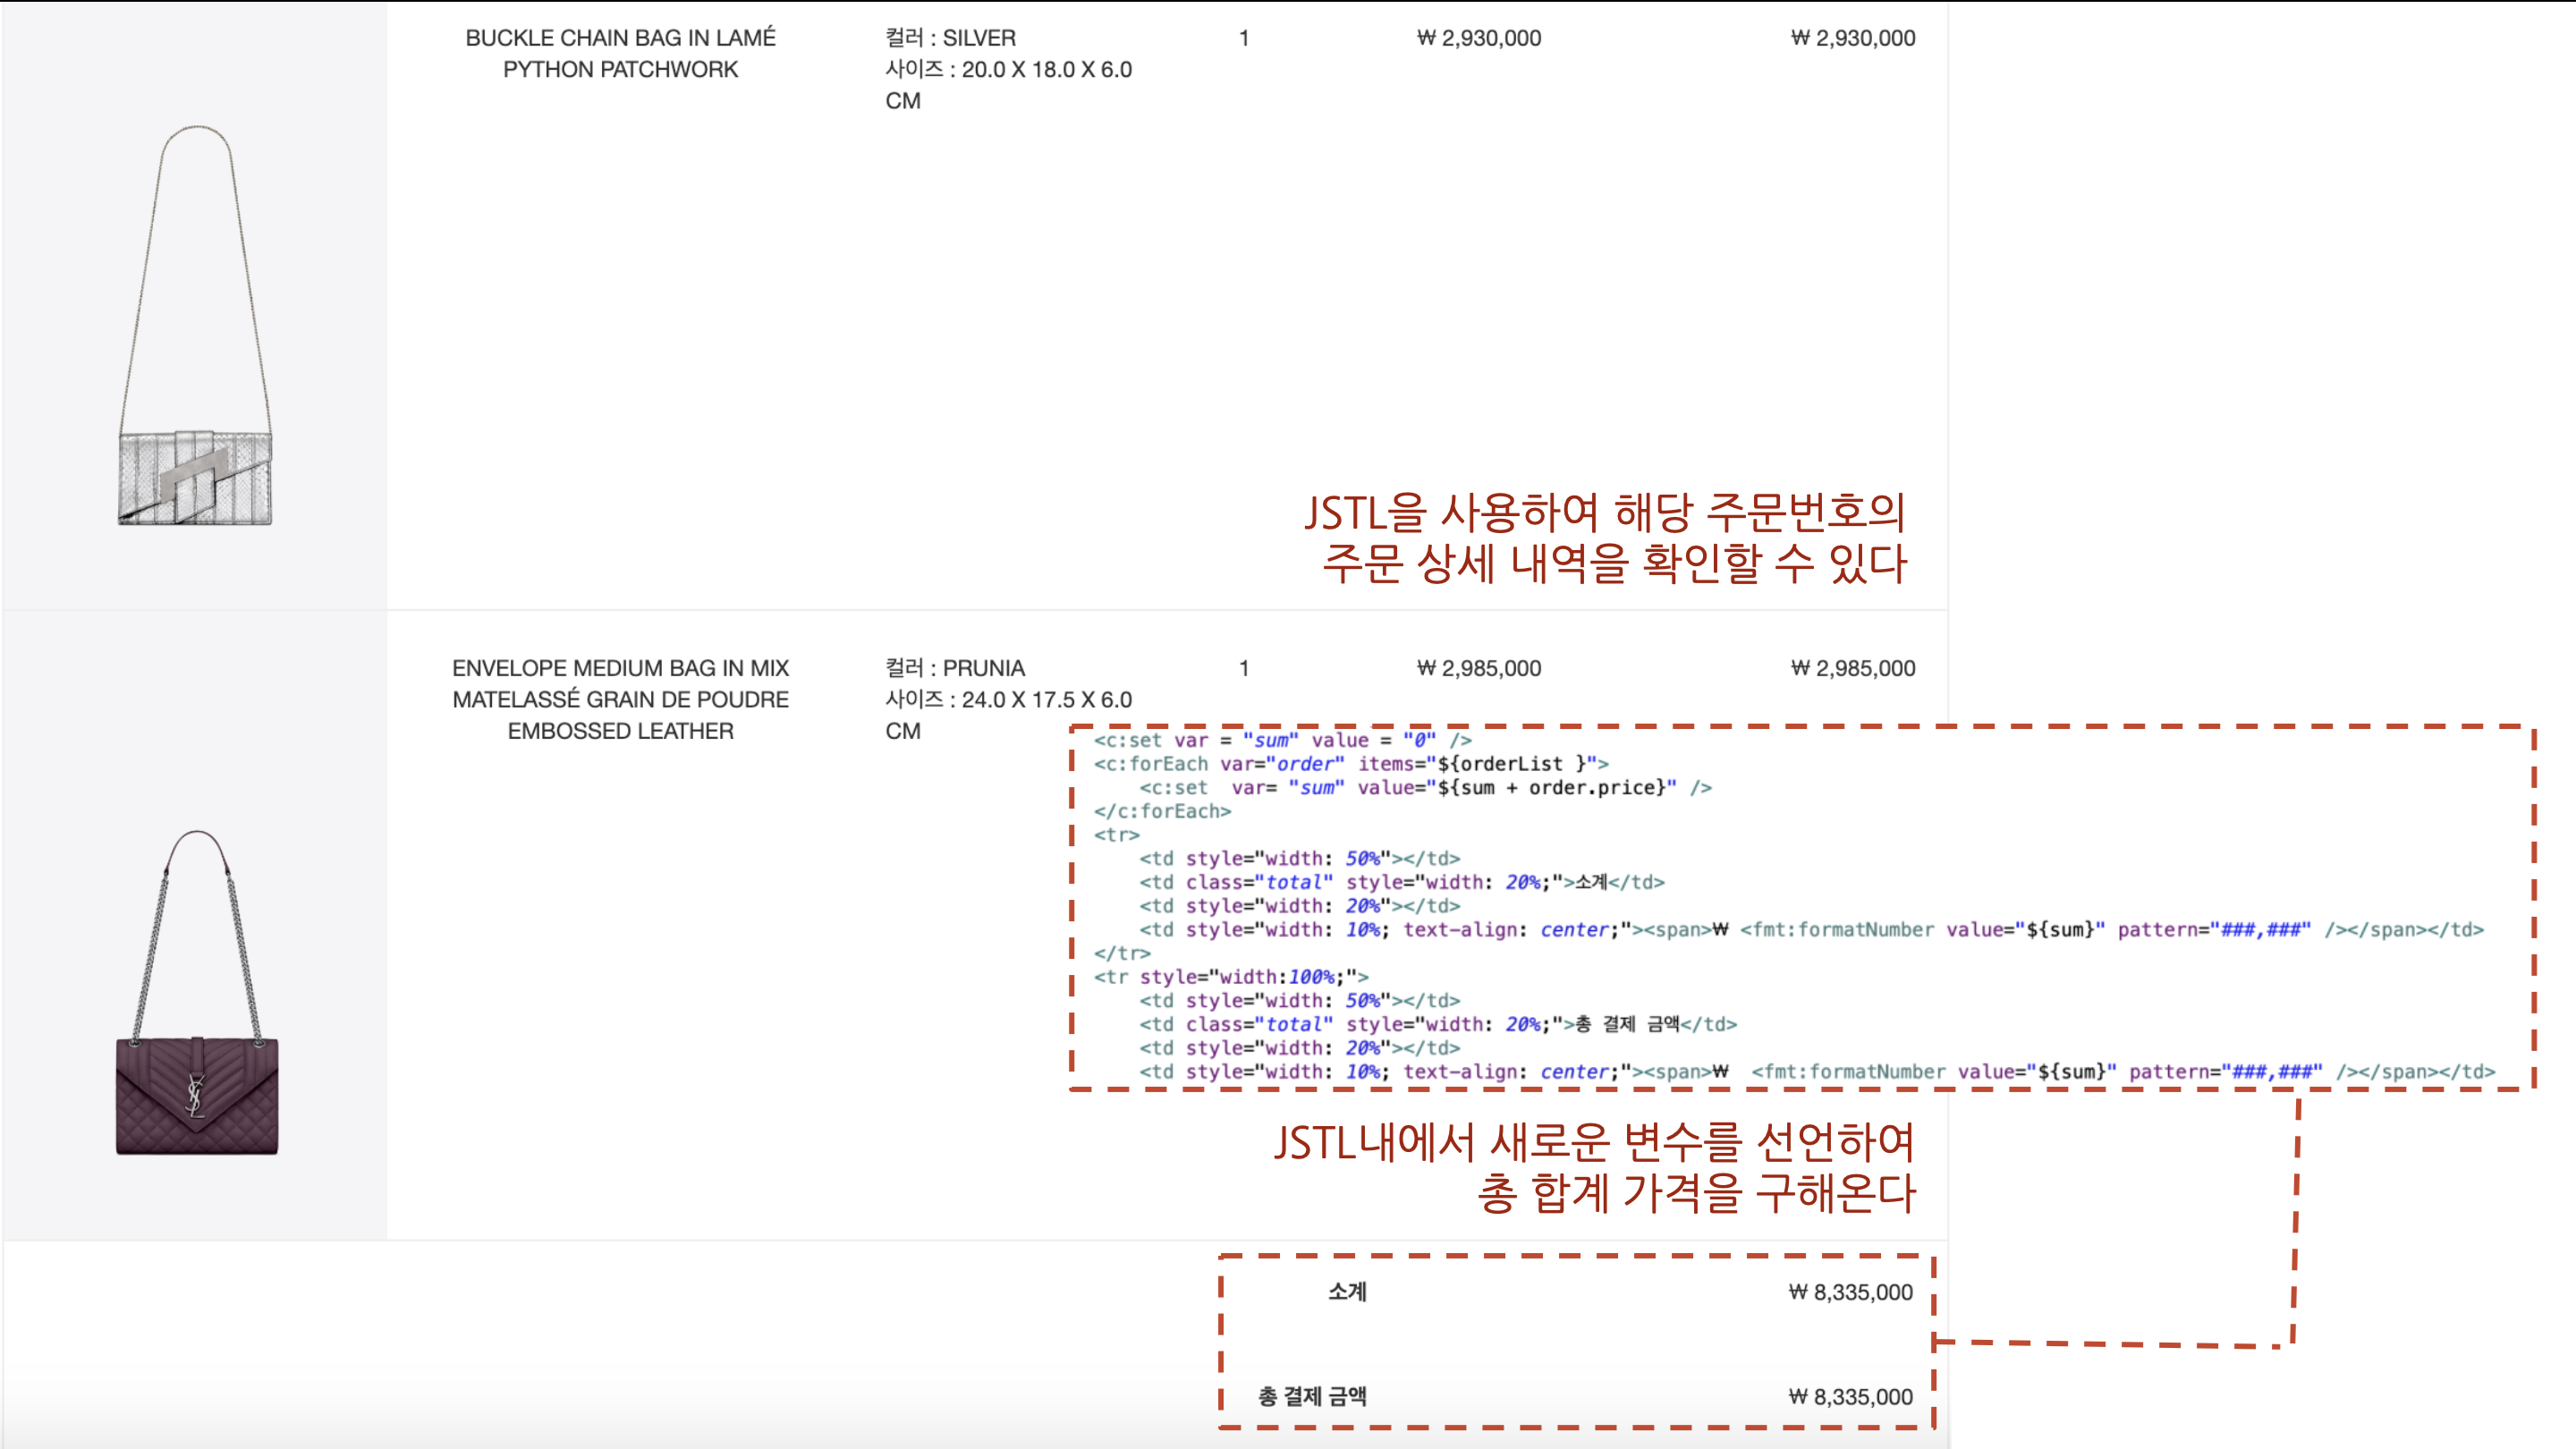 BUCKLE CHAIN BAG IN LAMÉ
PYTHON PATCHWORK
컬러 : SILVER
사이즈 : 20.0 X 18.0 X 6.0
CM
1
₩ 2,930,000
₩ 2,930,000
JSTL을 사용하여 해당 주문번호의
주문 상세 내역을 확인할 수 있다
ENVELOPE MEDIUM BAG IN MIX
MATELASSÉ GRAIN DE POUDRE
EMBOSSED LEATHER
컬러 : PRUNIA
사이즈 : 24.0 X 17.5 X 6.0
CM
1
₩ 2,985,000
₩ 2,985,000
<c:set var = "sum" value = "0" />
<c:forEach var="order" items="${orderList }">
    <c:set  var= "sum" value="${sum + order.price}" />
</c:forEach>
<tr>
    <td style="width: 50%"></td>
    <td class="total" style="width: 20%;">소계</td>
    <td style="width: 20%"></td>
    <td style="width: 10%; text-align: center;"><span>₩ <fmt:formatNumber value="${sum}" pattern="###,###" /></span></td>
</tr>
<tr style="width:100%;">
    <td style="width: 50%"></td>
    <td class="total" style="width: 20%;">총 결제 금액</td>
    <td style="width: 20%"></td>
    <td style="width: 10%; text-align: center;"><span>₩  <fmt:formatNumber value="${sum}" pattern="###,###" /></span></td>
YSL
JSTL내에서 새로운 변수를 선언하여
총 합계 가격을 구해온다
소계
₩ 8,335,000
총 결제 금액
₩ 8,335,000